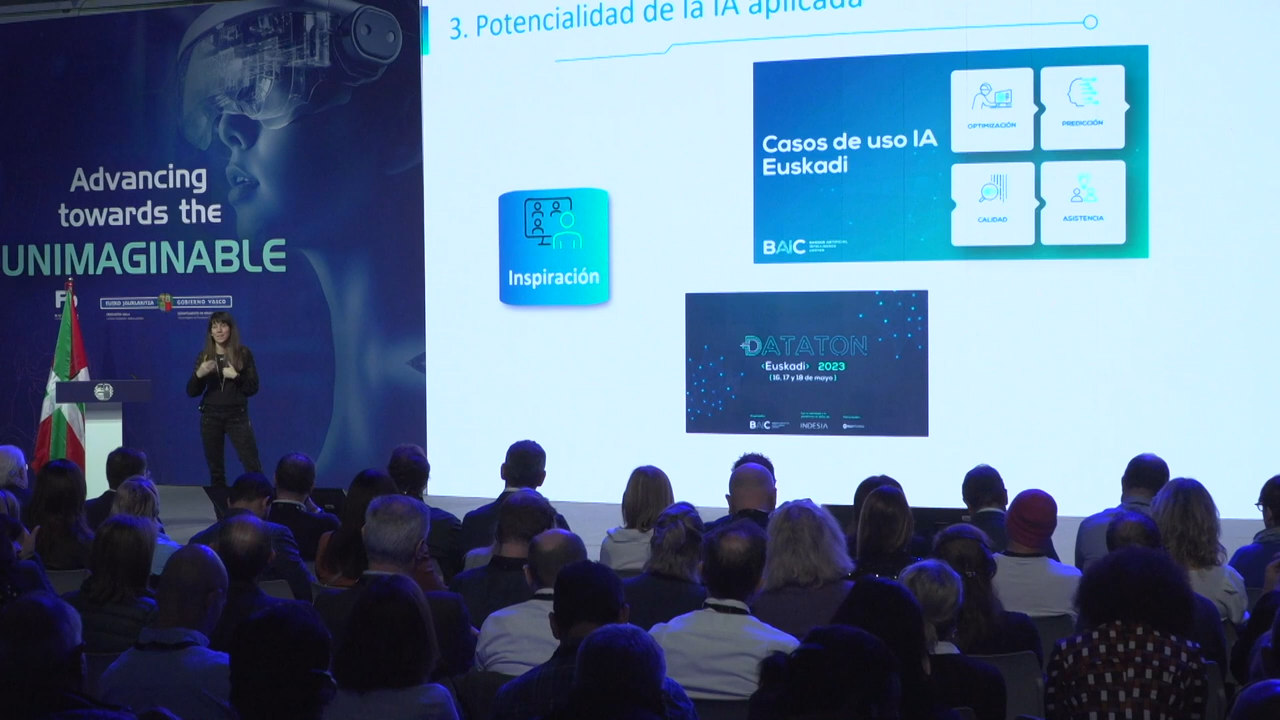 3. Potencialidad de la IA aplicada
Advancing
towards the
UNIMAGINABLE
EUSKO JAURLARITZA
GOBIERNO VASCO
Inspiración
Casos de uso IA
Euskadi
OPTIMIZACIÓN
PREDICCIÓN
CALIDAD
ASISTENCIA
BAIC
DATATON
‹Euskadi› 2023
(16, 17 y 18 de mayo)
BAIC
INDESIA